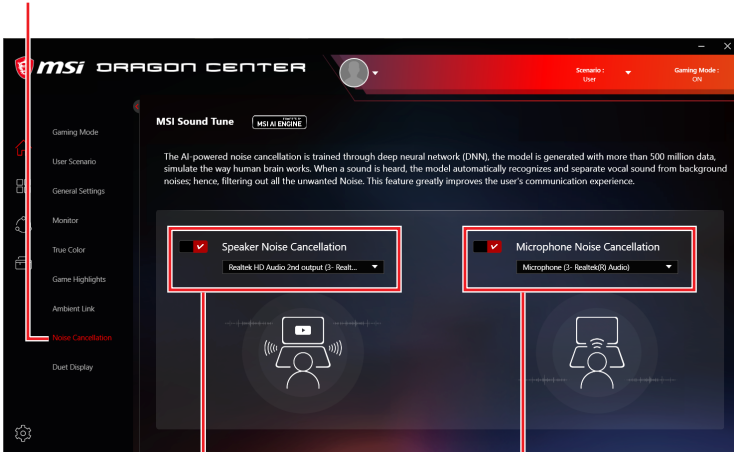 msi DRAGON CENTER
Scenario :
User
Gaming Mode :
ON
Gaming Mode
User Scenario
General Settings
Monitor
True Color
Game Highlights
Ambient Link
Noise Cancellation
Duet Display
MSI Sound Tune
MSI AI ENGINE
The AI-powered noise cancellation is trained through deep neural network (DNN), the model is generated with more than 500 million data,
simulate the way human brain works. When a sound is heard, the model automatically recognizes and separate vocal sound from background
noises; hence, filtering out all the unwanted Noise. This feature greatly improves the user's communication experience.
Speaker Noise Cancellation
Realtek HD Audio 2nd output (3- Realt...
Microphone Noise Cancellation
Microphone (3- Realtek(R) Audio)